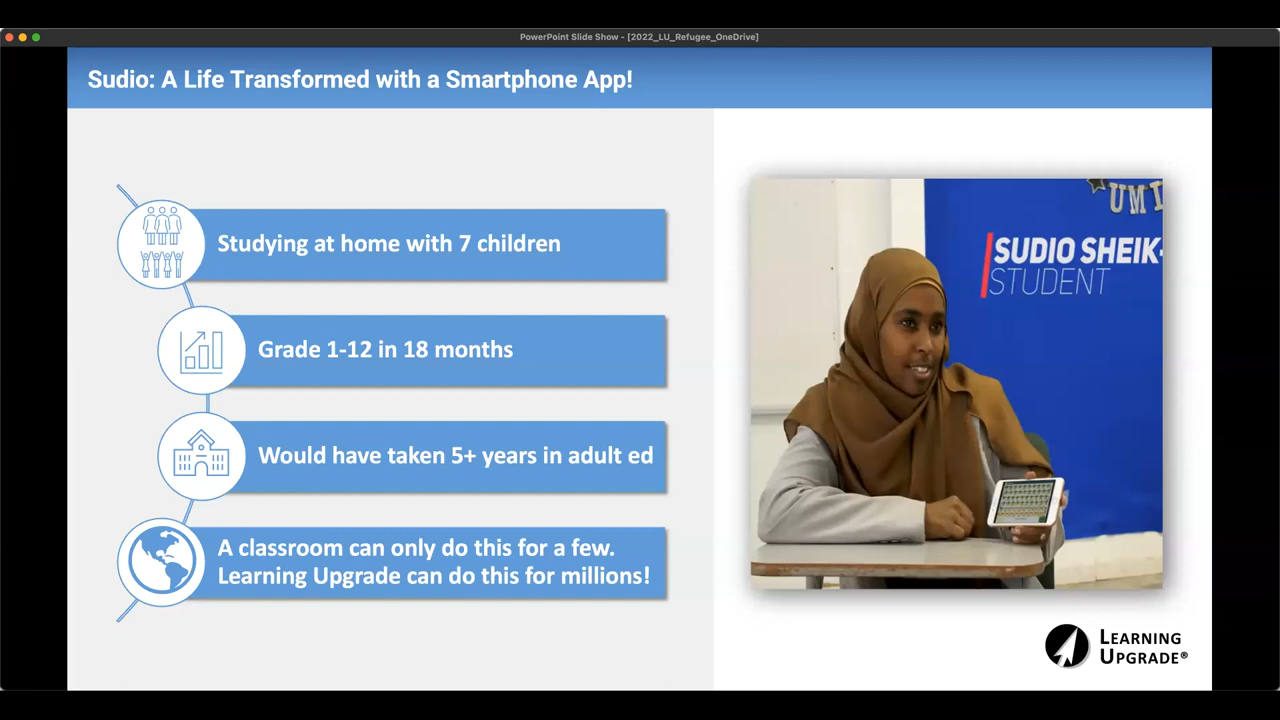 PowerPoint Slide Show - [2022_LU_Refugee_OneDrive]
Sudio: A Life Transformed with a Smartphone App!
Studying at home with 7 children
Grade 1-12 in 18 months
Would have taken 5+ years in adult ed
A classroom can only do this for a few.
Learning Upgrade can do this for millions!
UMI
SUDIO SHEIK-
STUDENT
LEARNING
UPGRADE®